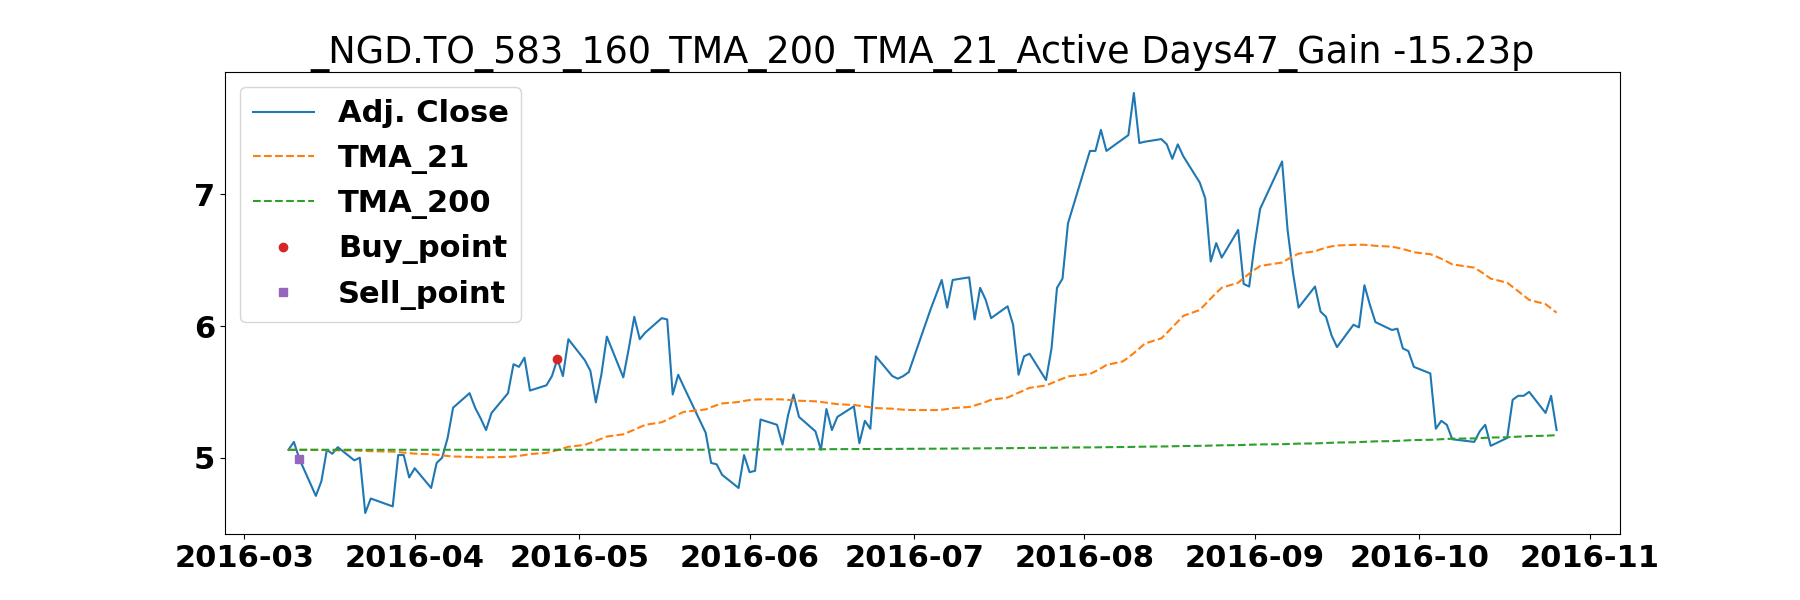 _NGD.TO_583_160_TMA_200_TMA_21_Active Days47_Gain -15.23p
Adj. Close
TMA_21
TMA_200
Buy_point
Sell_point
7
6
5
2016-03 2016-04 2016-05 2016-06 2016-07 2016-08 2016-09 2016-10 2016-11